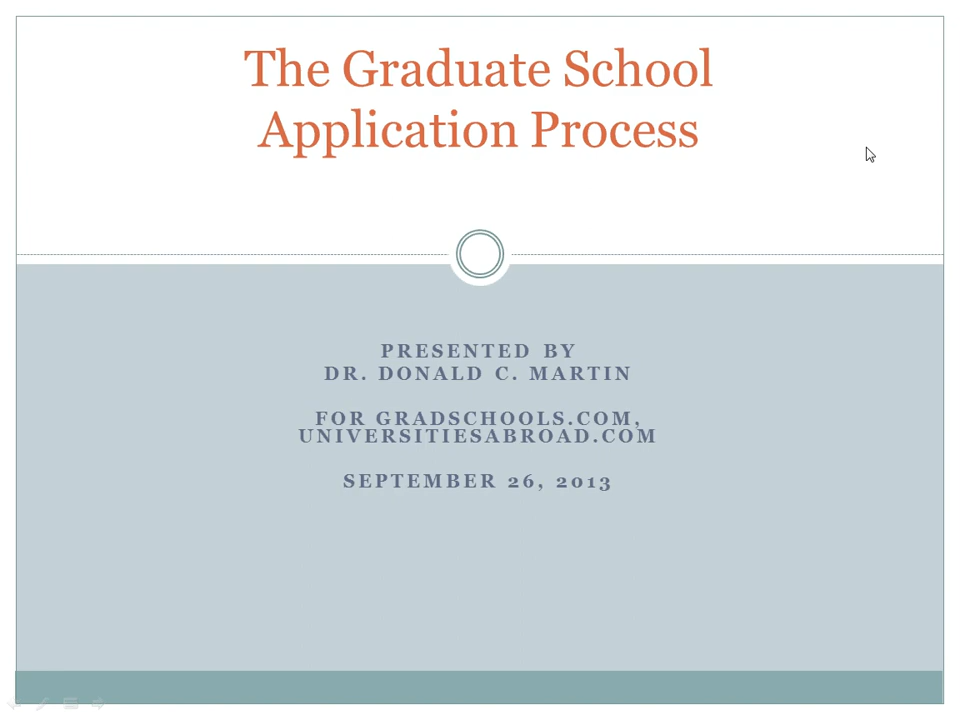 The Graduate School
Application Process
PRESENTED BY
DR. DONALD C. MARTIN
FOR GRADSCHOOLS.COM,
UNIVERSITIESABROAD.COM
SEPTEMBER 26, 2013